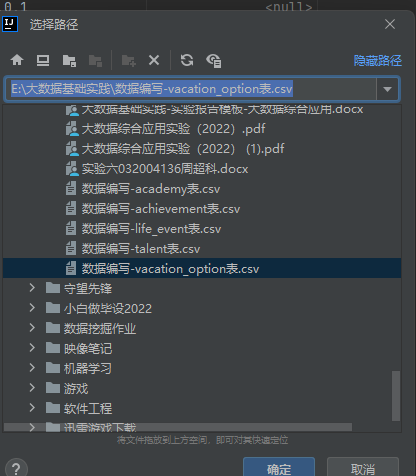 0.1 <null>
选择路径
隐藏路径
E:\大数据基础实践\数据编写-vacation_option表.csv
大数据基础实践-实验报告模板-大数据综合应用.docx
大数据综合应用实验（2022）.pdf
大数据综合应用实验（2022） (1).pdf
实验六032004136周超科.docx
数据编写-academy表.csv
数据编写-achievement表.csv
数据编写-life_event表.csv
数据编写-talent表.csv
数据编写-vacation_option表.csv
守望先锋
小白做毕设2022
数据挖掘作业
映像笔记
机器学习
游戏
软件工程
迅雷游戏下载
将文件拖放到上方空间，即可对其快速定位
?
确定
取消